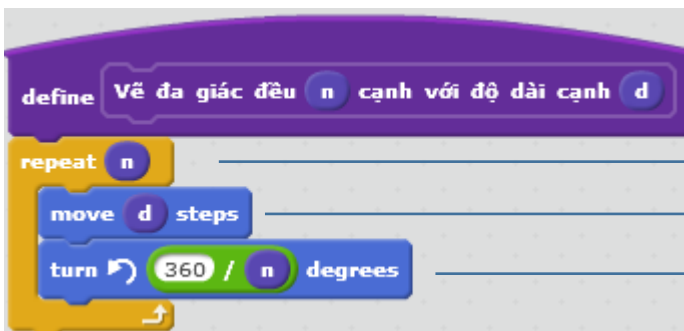 define Vẽ đa giác đều n cạnh với độ dài cạnh d
repeat n
move d steps
turn 360 / n degrees